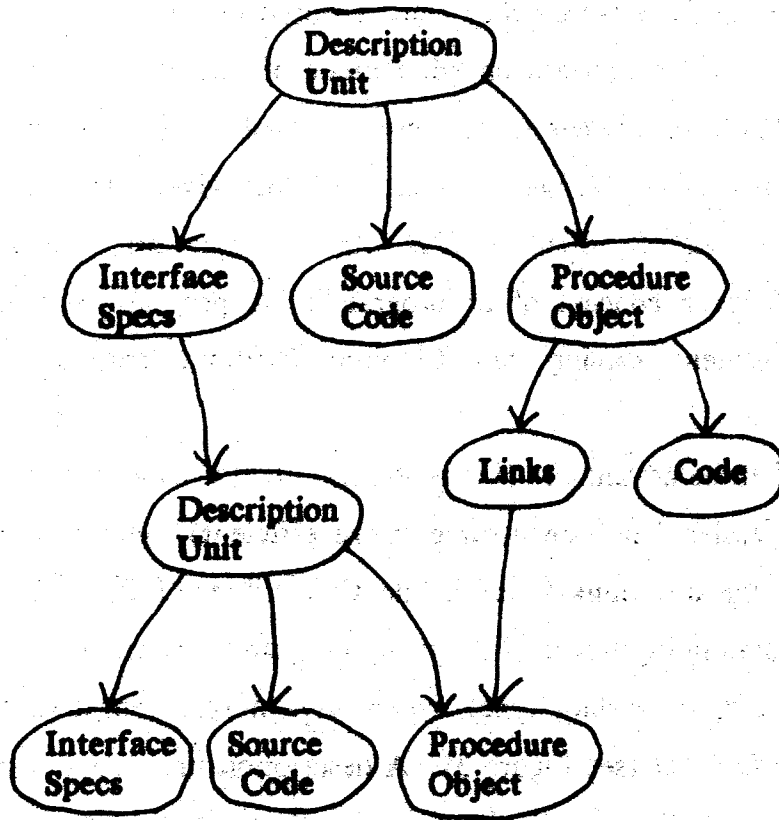 Description
Unit
Interface
Specs
Source
Code
Procedure
Object
Links
Code
Description
Unit
Interface
Specs
Source
Code
Procedure
Object